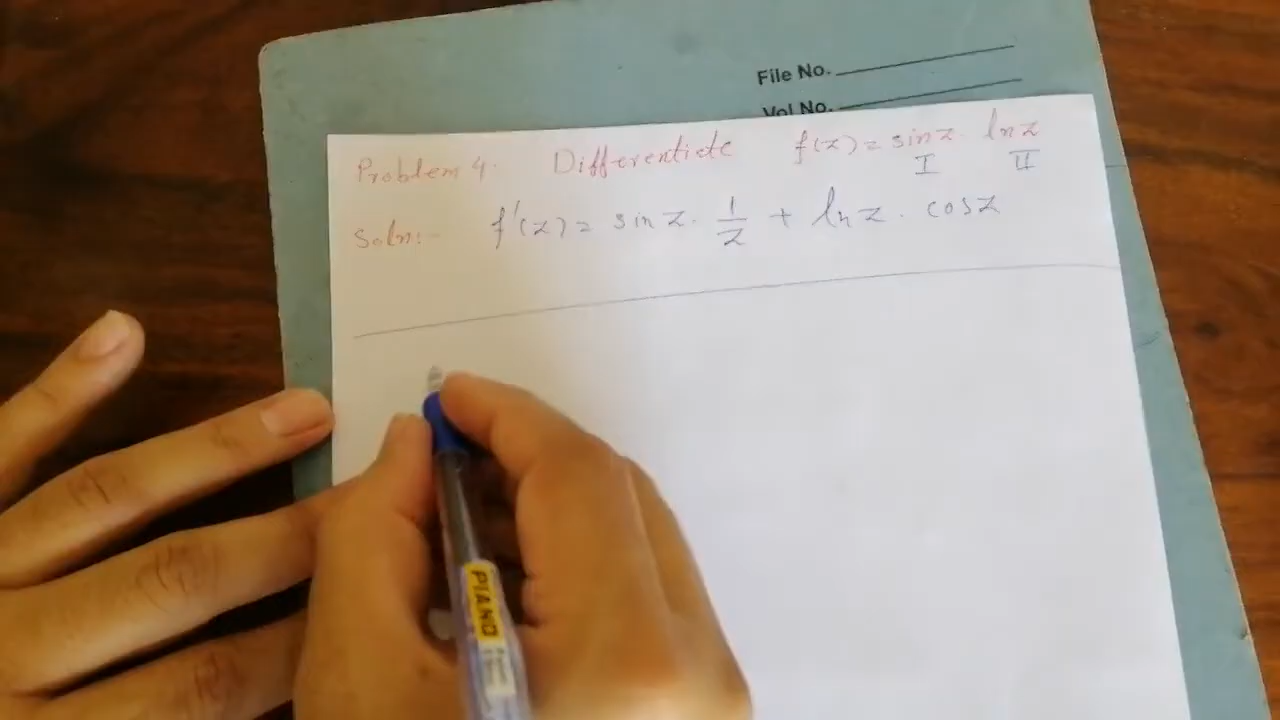 File No.
Vol No.
Problem 4. Differentiate f(z) = sin z. ln z
I II
Soln:- f'(z) = sin z. 1/z + ln z. cos z
PIANO